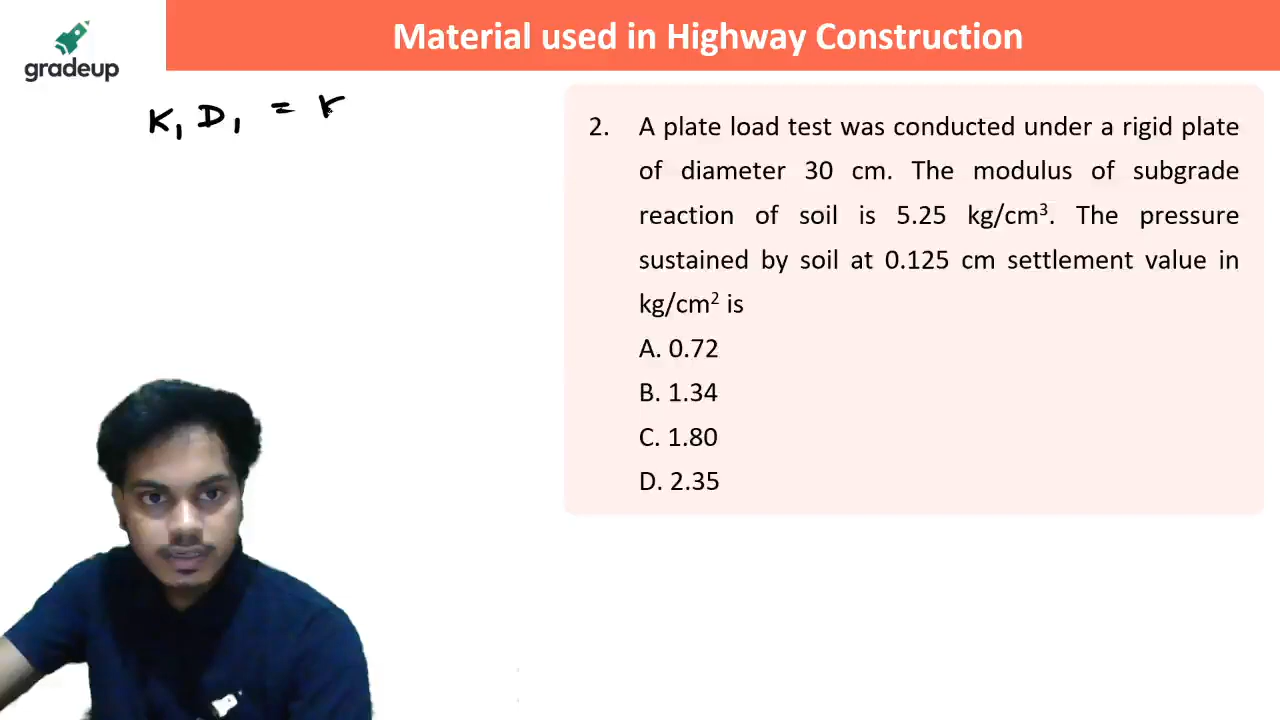 gradeup
Material used in Highway Construction
K₁ D₁ = K
2. A plate load test was conducted under a rigid plate
of diameter 30 cm. The modulus of subgrade
reaction of soil is 5.25 kg/cm³. The pressure
sustained by soil at 0.125 cm settlement value in
kg/cm² is
A. 0.72
B. 1.34
C. 1.80
D. 2.35